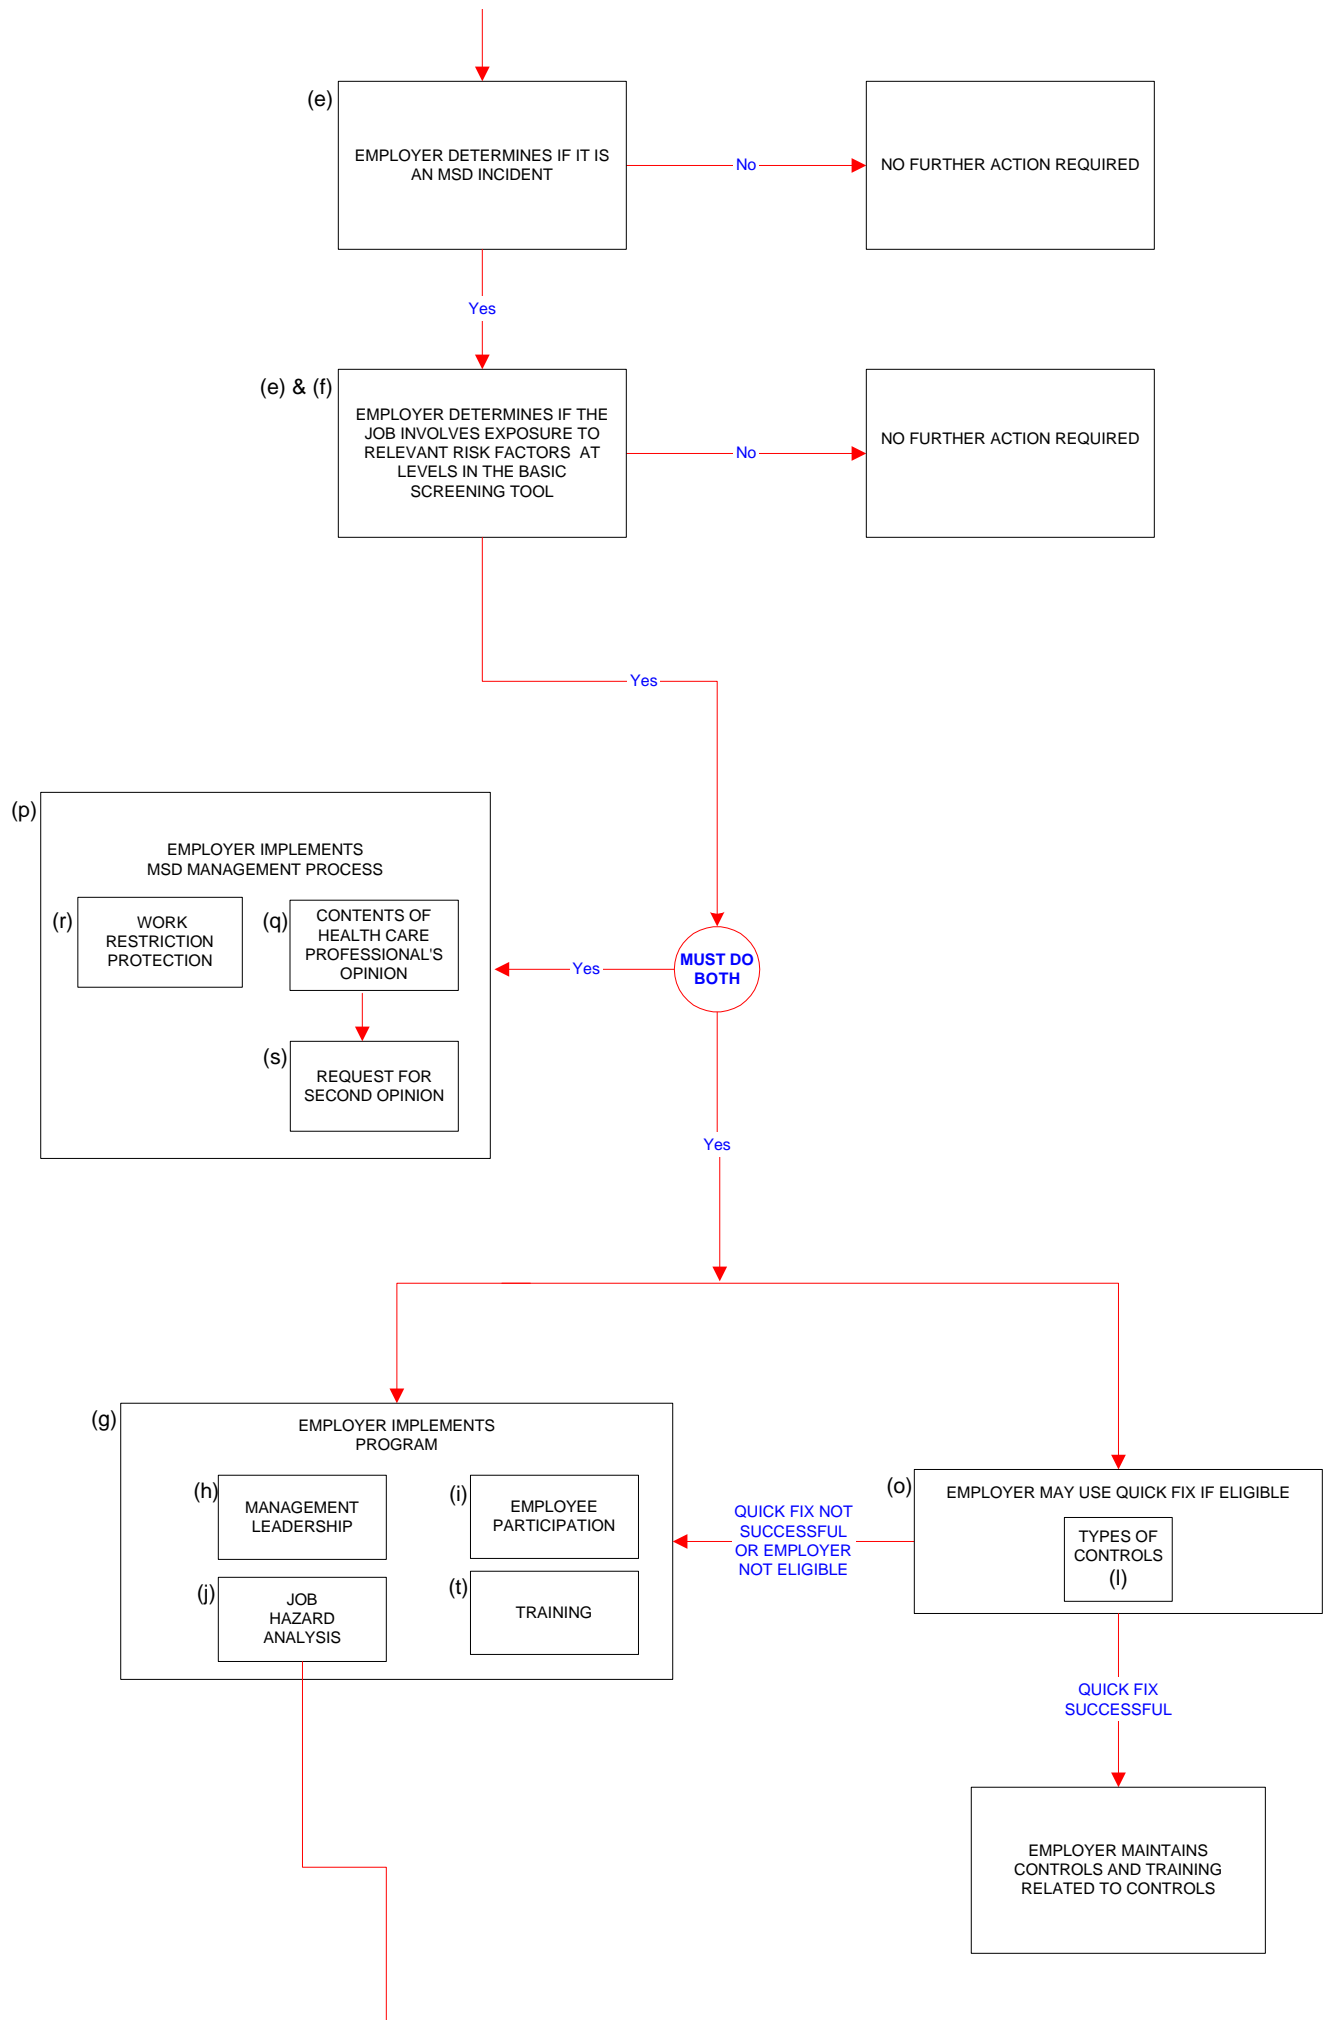 (e)
EMPLOYER DETERMINES IF IT IS
AN MSD INCIDENT
No
NO FURTHER ACTION REQUIRED
Yes
(e) & (f)
EMPLOYER DETERMINES IF THE
JOB INVOLVES EXPOSURE TO
RELEVANT RISK FACTORS AT
LEVELS IN THE BASIC
SCREENING TOOL
No
NO FURTHER ACTION REQUIRED
Yes
(p)
EMPLOYER IMPLEMENTS
MSD MANAGEMENT PROCESS
(r)
WORK
RESTRICTION
PROTECTION
(q)
CONTENTS OF
HEALTH CARE
PROFESSIONAL'S
OPINION
(s)
REQUEST FOR
SECOND OPINION
Yes
MUST DO
BOTH
Yes
(g)
EMPLOYER IMPLEMENTS
PROGRAM
(h)
MANAGEMENT
LEADERSHIP
(i)
EMPLOYEE
PARTICIPATION
(j)
JOB
HAZARD
ANALYSIS
(t)
TRAINING
QUICK FIX NOT
SUCCESSFUL
OR EMPLOYER
NOT ELIGIBLE
(o)
EMPLOYER MAY USE QUICK FIX IF ELIGIBLE
TYPES OF
CONTROLS
(l)
QUICK FIX
SUCCESSFUL
EMPLOYER MAINTAINS
CONTROLS AND TRAINING
RELATED TO CONTROLS